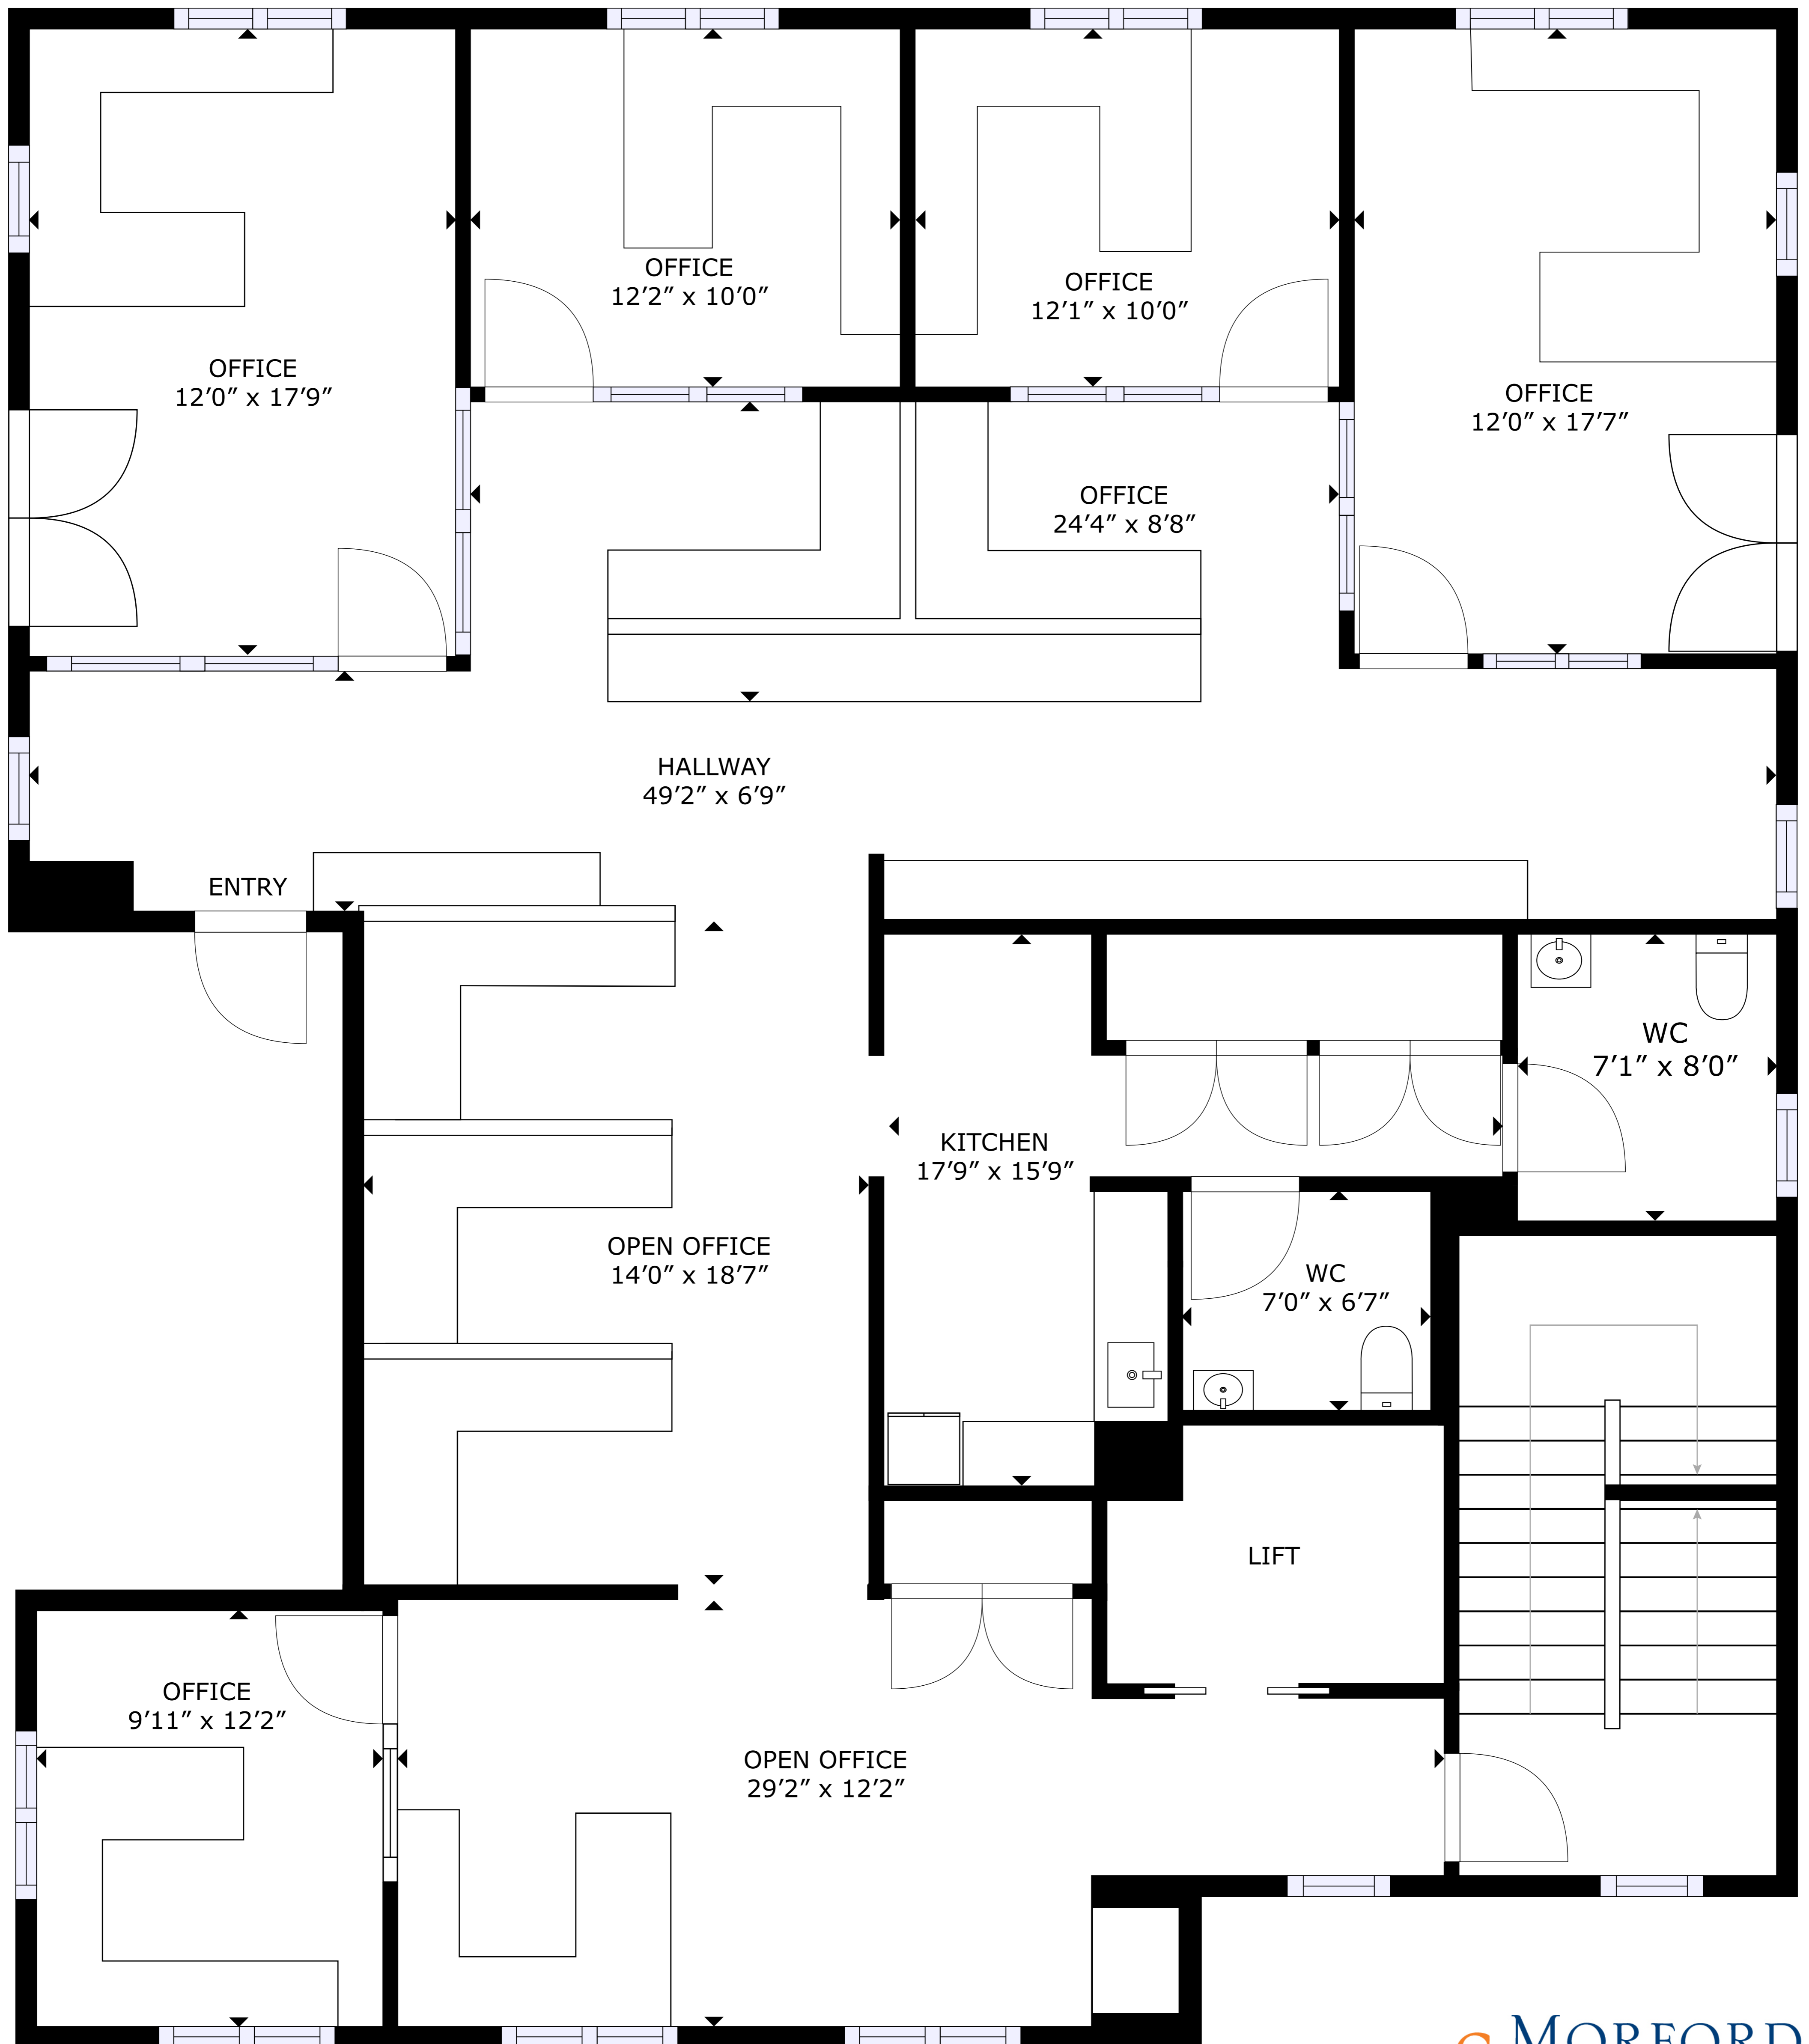 OFFICE
12’2” x 10’0”
OFFICE
12’1” x 10’0”
OFFICE
12’0” x 17’9”
OFFICE
12’0” x 17’7”
OFFICE
24’4” x 8’8”
HALLWAY
49’2” x 6’9”
ENTRY
WC
7’1” x 8’0”
KITCHEN
17’9” x 15’9”
OPEN OFFICE
14’0” x 18’7”
WC
7’0” x 6’7”
LIFT
OFFICE
9’11” x 12’2”
OPEN OFFICE
29’2” x 12’2”
MORFORD